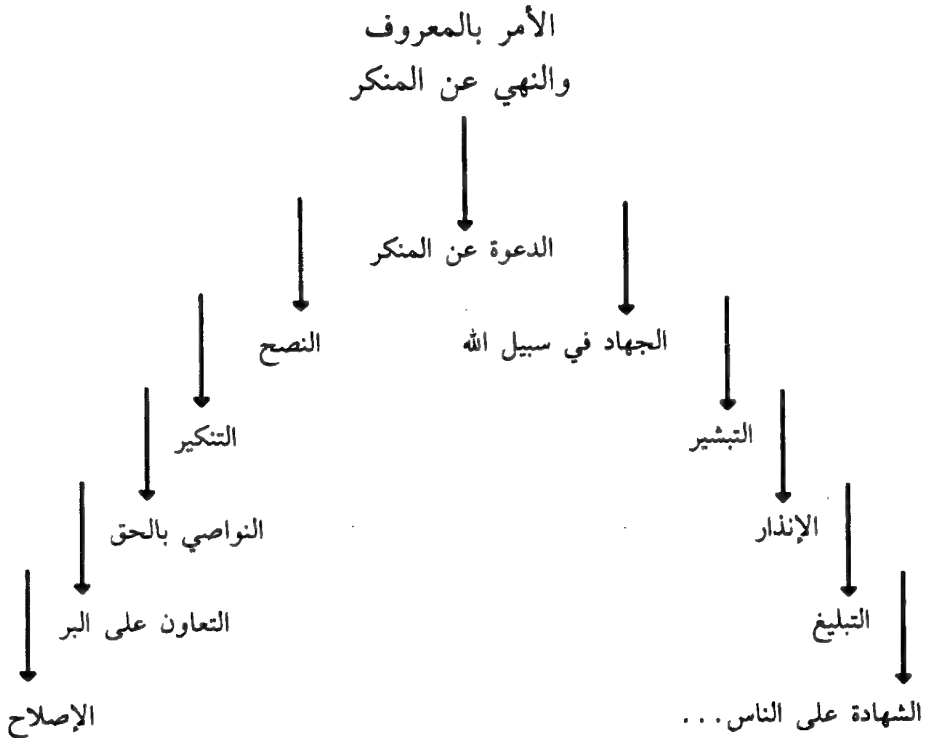 الأمر بالمعروف
والنهي عن المنكر
الدعوة عن المنكر
الجهاد في سبيل الله
النصح
التبشير
التنكير
الإنذار
النواصي بالحق
التبليغ
التعاون على البر
الشهادة على الناس...
الإصلاح